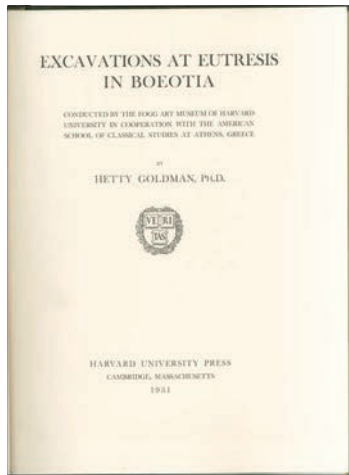 EXCAVATIONS AT EUTRESIS
IN BOEOTIA
CONDUCTED BY THE FOGG ART MUSEUM OF HARVARD
UNIVERSITY IN COOPERATION WITH THE AMERICAN
SCHOOL OF CLASSICAL STUDIES AT ATHENS, GREECE
BY
HETTY GOLDMAN, PH.D.
VE RI
TAS
HARVARD UNIVERSITY PRESS
CAMBRIDGE, MASSACHUSETTS
1931